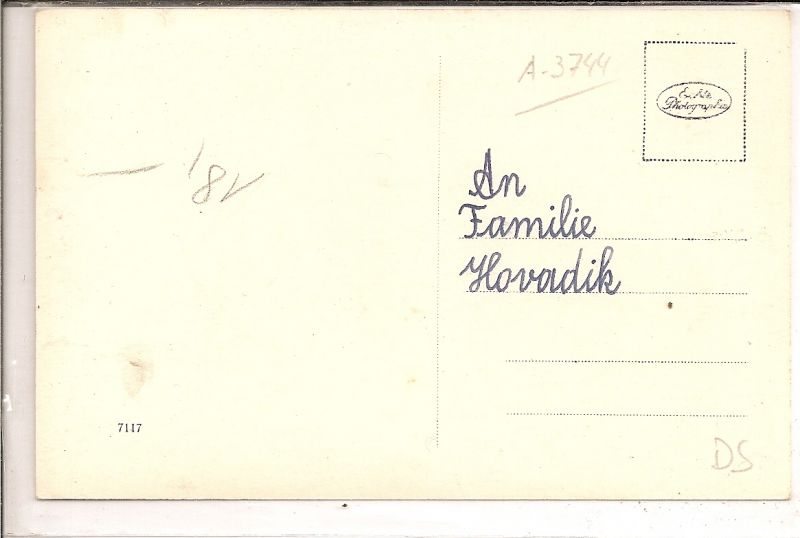 A-3744
Echte
Photographie
An
Familie
Hovadik
7117
DS